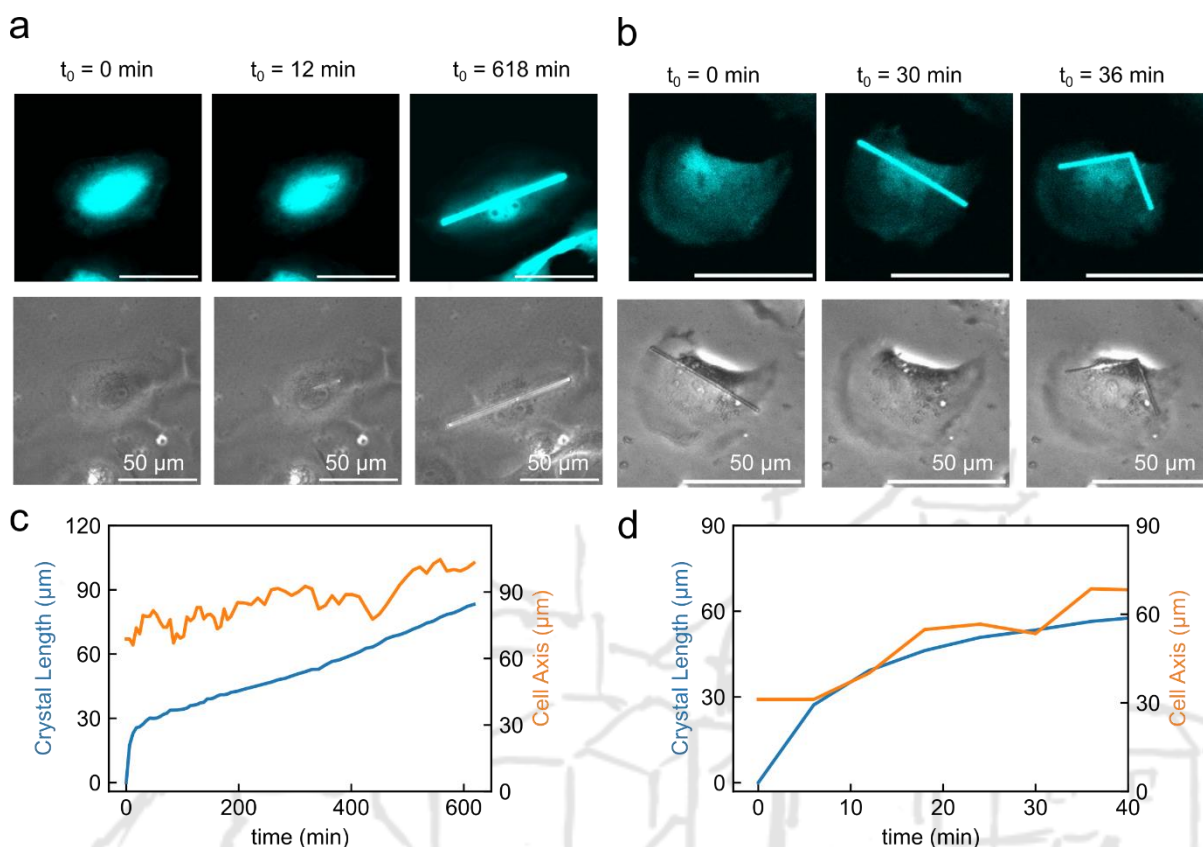 a
b
t₀ = 0 min
t₀ = 12 min
t₀ = 618 min
t₀ = 0 min
t₀ = 30 min
t₀ = 36 min
50 µm
50 µm
50 µm
50 µm
50 µm
50 µm
c
d
120
90
60
30
0
Crystal Length (µm)
90
60
30
0
Cell Axis (µm)
0
200
400
600
time (min)
90
60
30
0
Crystal Length (µm)
90
60
30
0
Cell Axis (µm)
0
10
20
30
40
time (min)